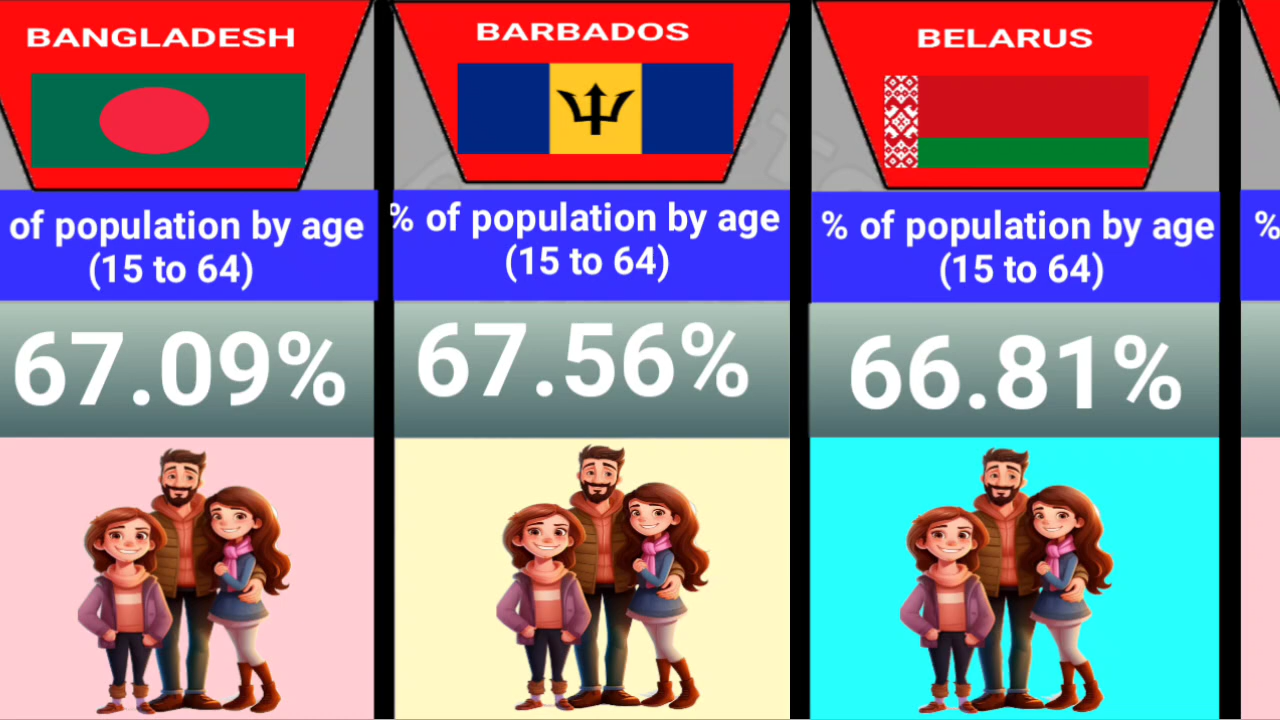 BANGLADESH
of population by age
(15 to 64)
67.09%
BARBADOS
% of population by age
(15 to 64)
67.56%
BELARUS
% of population by age
(15 to 64)
66.81%
%